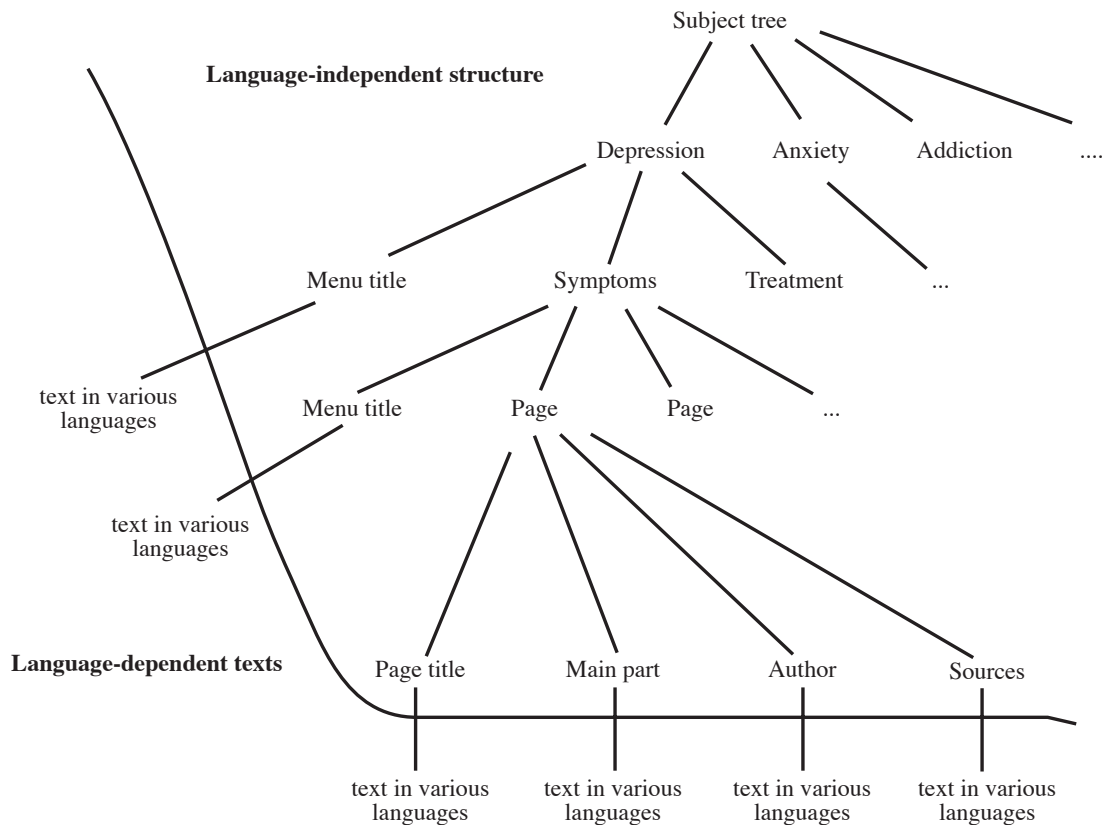 Subject tree
Language-independent structure
Depression
Anxiety
Addiction
....
Menu title
Symptoms
Treatment
...
text in various
languages
Menu title
Page
Page
...
text in various
languages
Language-dependent texts
Page title
Main part
Author
Sources
text in various
languages
text in various
languages
text in various
languages
text in various
languages